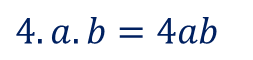 4. a. b = 4ab